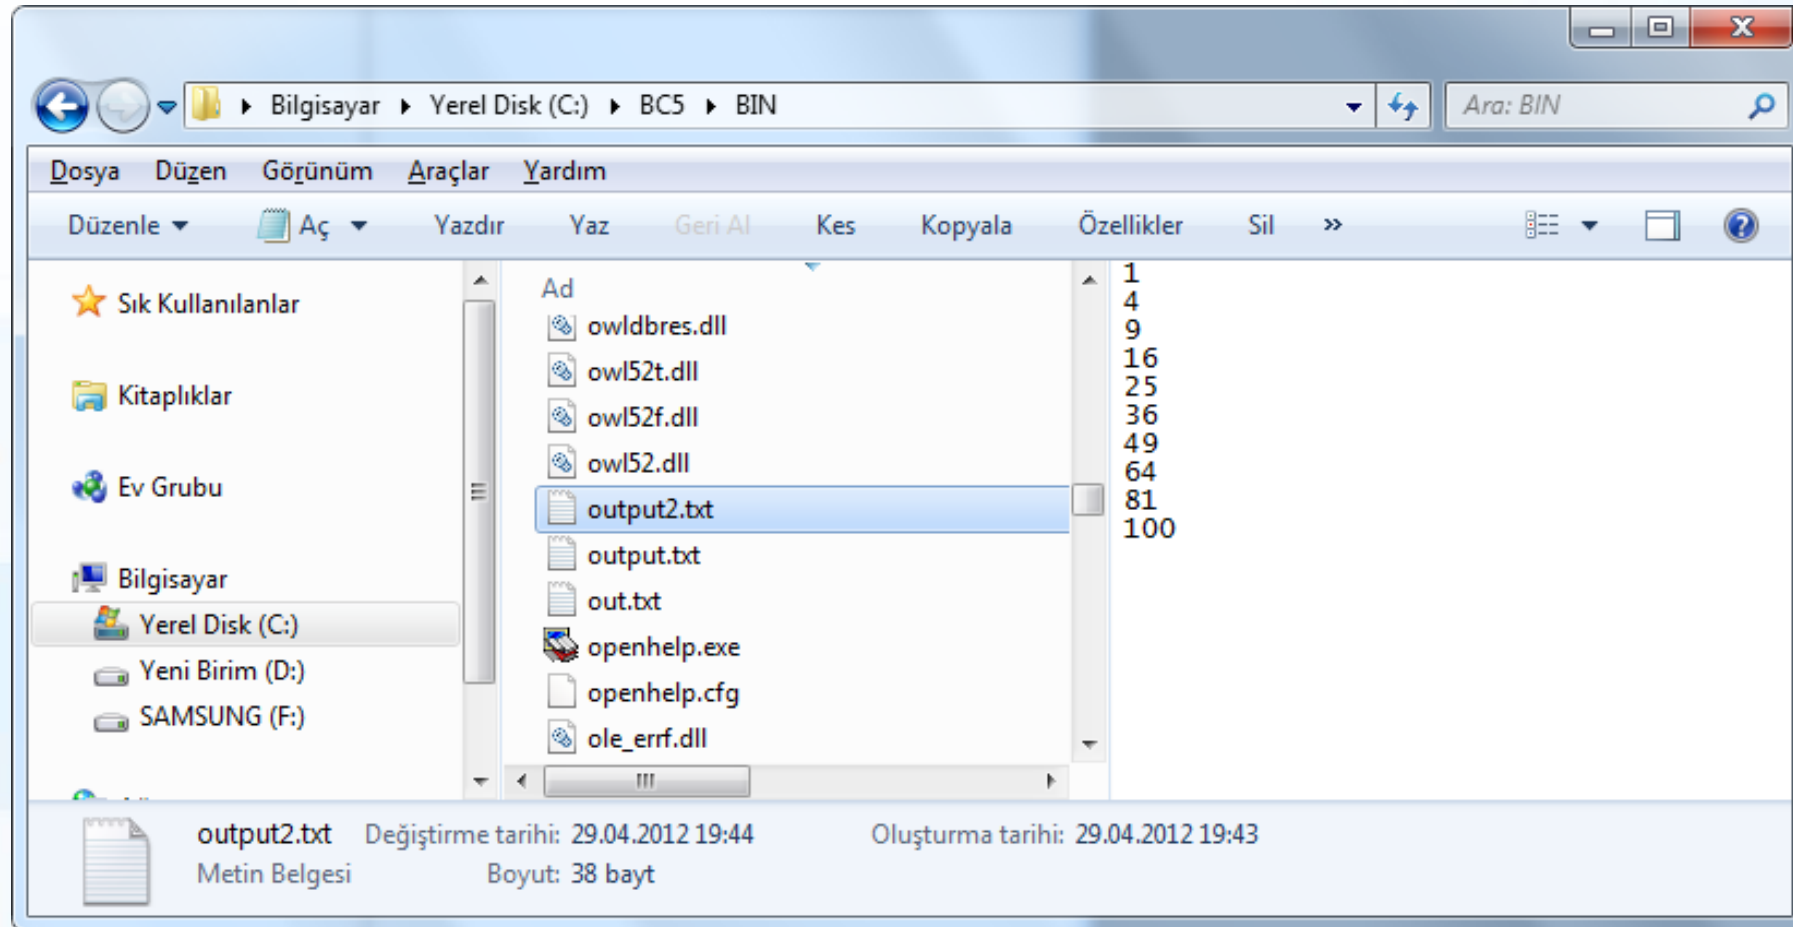 Bilgisayar Yerel Disk (C:) BC5 BIN
Ara: BIN
Dosya Düzen Görünüm Araçlar Yardım
Düzenle Aç Yazdır Yaz Geri Al Kes Kopyala Özellikler Sil »
Sık Kullanılanlar
Kitaplıklar
Ev Grubu
Bilgisayar
Yerel Disk (C:)
Yeni Birim (D:)
SAMSUNG (F:)
Ad
owldbres.dll
owl52t.dll
owl52f.dll
owl52.dll
output2.txt
output.txt
out.txt
openhelp.exe
openhelp.cfg
ole_errf.dll
1
4
9
16
25
36
49
64
81
100
output2.txt Değiştirme tarihi: 29.04.2012 19:44 Oluşturma tarihi: 29.04.2012 19:43
Metin Belgesi Boyut: 38 bayt